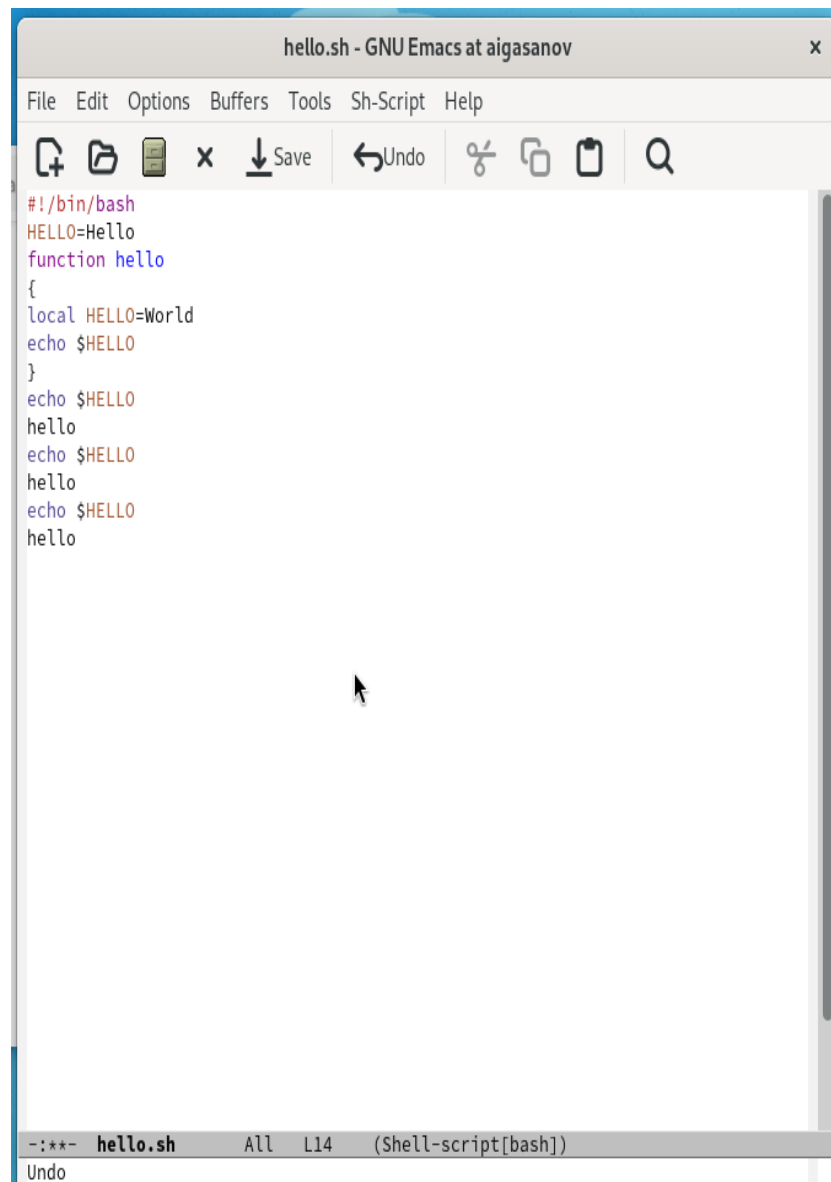 hello.sh - GNU Emacs at aigasanov x
File Edit Options Buffers Tools Sh-Script Help
Save Undo
#!/bin/bash
HELLO=Hello
function hello
{
local HELLO=World
echo $HELLO
}
echo $HELLO
hello
echo $HELLO
hello
echo $HELLO
hello
-:**- hello.sh All L14 (Shell-script[bash])
Undo